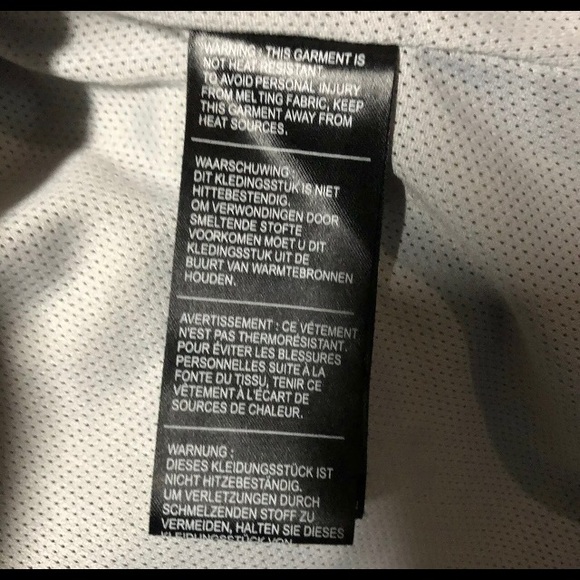 WARNING : THIS GARMENT IS
NOT HEAT RESISTANT
TO AVOID PERSONAL INJURY
FROM MELTING FABRIC, KEEP
THIS GARMENT AWAY FROM
HEAT SOURCES.
WAARSCHUWING :
DIT KLEDINGSSTUK IS NIET
HITTEBESTENDIG.
OM VERWONDINGEN DOOR
SMELTENDE STOFTE
VOORKOMEN MOET U DIT
KLEDINGSSTUK UIT DE
BUURT VAN WARMTEBRONNEN
HOUDEN.
AVERTISSEMENT : CE VÊTEMENT
N'EST PAS THERMORÉSISTANT.
POUR ÉVITER LES BLESSURES
PERSONNELLES SUITE À LA
FONTE DU TISSU, TENIR CE
VÊTEMENT À L'ÉCART DE
SOURCES DE CHALEUR.
WARNUNG :
DIESES KLEIDUNGSSTÜCK IST
NICHT HITZEBESTÄNDIG.
UM VERLETZUNGEN DURCH
SCHMELZENDEN STOFF ZU
VERMEIDEN, HALTEN SIE DIESES
KLEIDUNGSSTÜCK VON